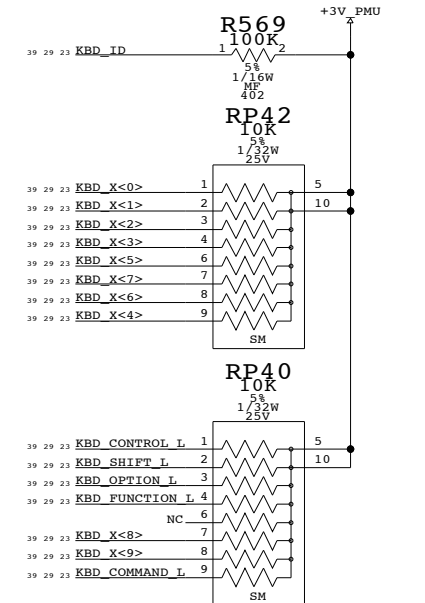 +3V_PMU
R569
100K
39 29 23 KBD_ID 1 2
5%
1/16W
MF
402
RP42
10K
5%
1/32W
25V
39 29 23 KBD_X<0> 1 5
39 29 23 KBD_X<1> 2 10
39 29 23 KBD_X<2> 3
39 29 23 KBD_X<3> 4
39 29 23 KBD_X<5> 6
39 29 23 KBD_X<7> 7
39 29 23 KBD_X<6> 8
39 29 23 KBD_X<4> 9
SM
RP40
10K
5%
1/32W
25V
39 29 23 KBD_CONTROL_L 1 5
39 29 23 KBD_SHIFT_L 2 10
39 29 23 KBD_OPTION_L 3
39 29 23 KBD_FUNCTION_L 4
NC 6
39 29 23 KBD_X<8> 7
39 29 23 KBD_X<9> 8
39 29 23 KBD_COMMAND_L 9
SM